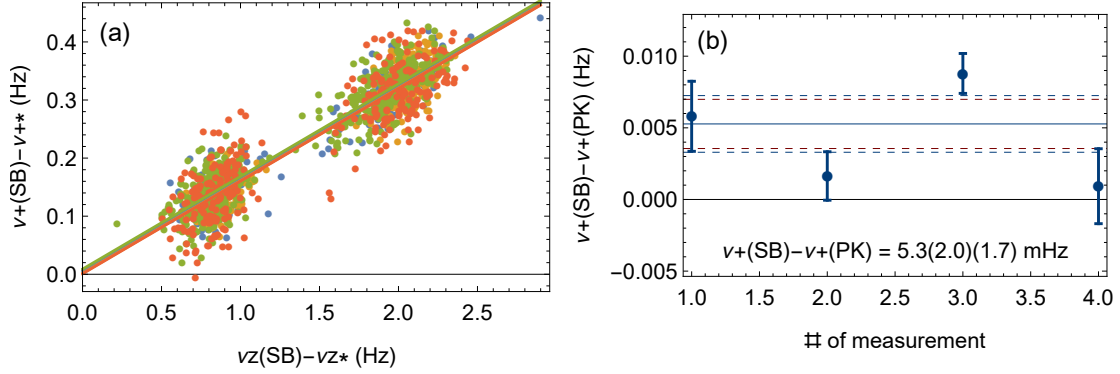 (a)
ν+(SB)−ν+* (Hz)
0.4
0.3
0.2
0.1
0.0
0.0 0.5 1.0 1.5 2.0 2.5
νz(SB)−νz* (Hz)
(b)
ν+(SB)−ν+(PK) (Hz)
0.010
0.005
0.000
−0.005
ν+(SB)−ν+(PK) = 5.3(2.0)(1.7) mHz
1.0 1.5 2.0 2.5 3.0 3.5 4.0
# of measurement